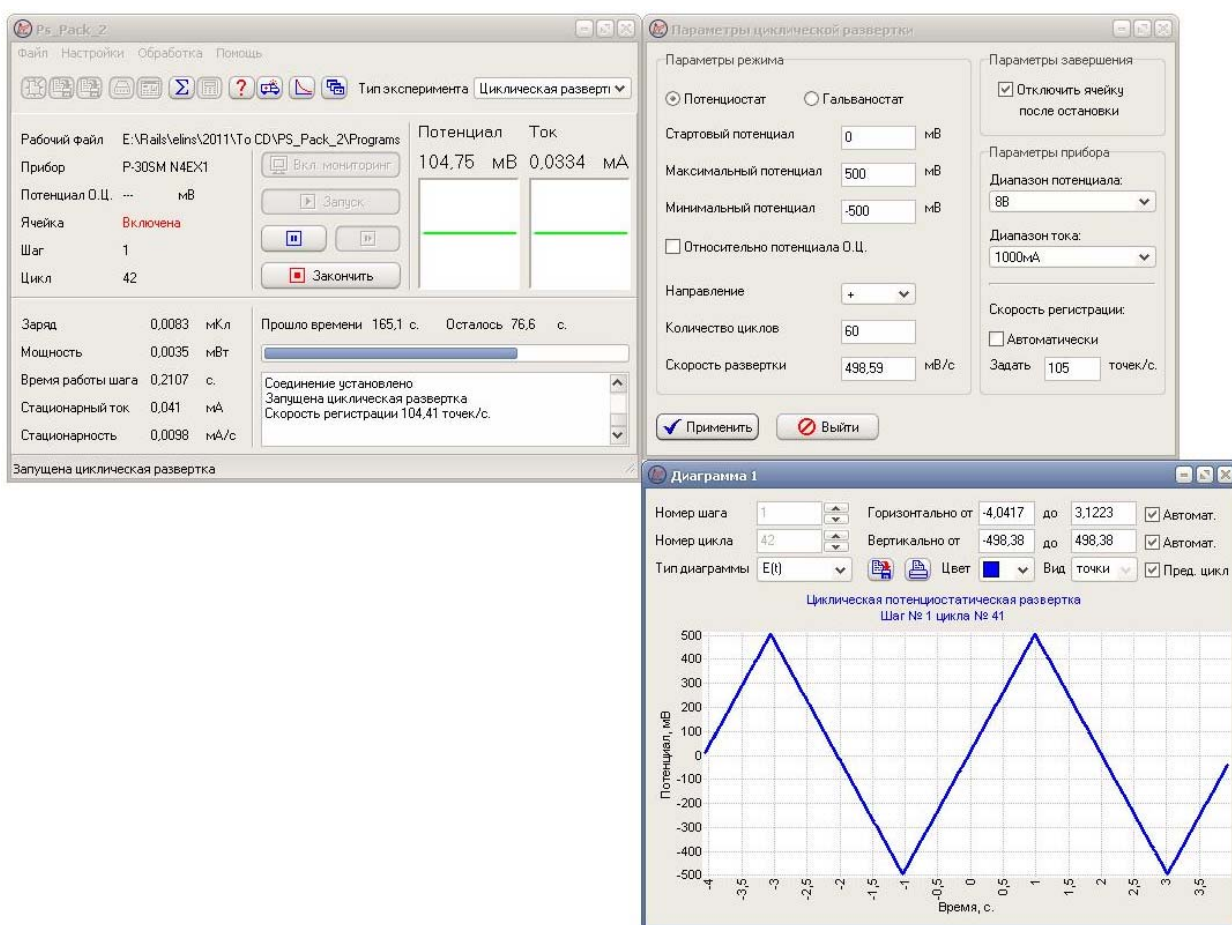 Ps_Pack_2
Файл Настройки Обработка Помощь
Тип эксперимента Циклическая разверт
Рабочий файл E:\Rails\elins\2011\To CD\PS_Pack_2\Programs
Прибор P-30SM N4EX1
Потенциал О.Ц. --- мВ
Ячейка Включена
Шаг 1
Цикл 42
Вкл. мониторинг
Запуск
Закончить
Потенциал Ток
104,75 мВ 0,0334 мА
Заряд 0,0083 мКл
Мощность 0,0035 мВт
Время работы шага 0,2107 с.
Стационарный ток 0,041 мА
Стационарность 0,0098 мА/с
Прошло времени 165,1 с. Осталось 76,6 с.
Соединение установлено
Запущена циклическая развертка
Скорость регистрации 104,41 точек/с.
Запущена циклическая развертка
Параметры циклической развертки
Параметры режима
Потенциостат Гальваностат
Стартовый потенциал 0 мВ
Максимальный потенциал 500 мВ
Минимальный потенциал -500 мВ
Относительно потенциала О.Ц.
Направление +
Количество циклов 60
Скорость развертки 498,59 мВ/с
Применить Выйти
Параметры завершения
Отключить ячейку
после остановки
Параметры прибора
Диапазон потенциала:
8В
Диапазон тока:
1000мА
Скорость регистрации:
Автоматически
Задать 105 точек/с.
Диаграмма 1
Номер шага 1 Горизонтально от -4,0417 до 3,1223 Автомат.
Номер цикла 42 Вертикально от -498,38 до 498,38 Автомат.
Тип диаграммы E(t) Цвет Вид точки Пред. цикл
Циклическая потенциостатическая развертка
Шаг № 1 цикла № 41
Потенциал, мВ
500
400
300
200
100
0
-100
-200
-300
-400
-500
-4 -3,5 -3 -2,5 -2 -1,5 -1 -0,5 0 0,5 1 1,5 2 2,5 3 3,5
Время, с.